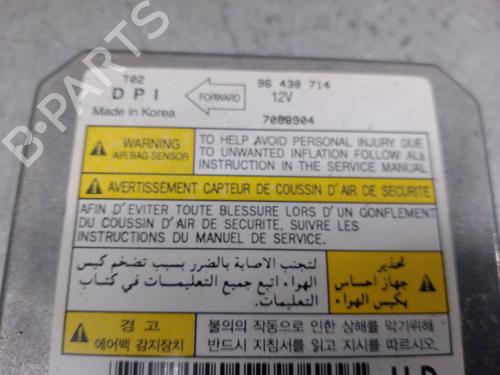 T02
DPI
FORWARD
96 430 714
12V
Made in Korea
7088904
WARNING
AIR BAG SENSOR
TO HELP AVOID PERSONAL INJURY DUE
TO UNWANTED INFLATION FOLLOW ALL
INSTRUCTION IN THE SERVICE MANUAL
AVERTISSEMENT CAPTEUR DE COUSSIN D'AIR DE SECURITE
AFIN D'EVITER TOUTE BLESSURE LORS D'UN GONFLEMENT
DU COUSSIN D'AIR DE SECURITE, SUIVRE LES
INSTRUCTIONS DU MANUEL DE SERVICE.
لتجنب الاصابة بالضرر بسبب تضخم كيس
الهواء اتبع جميع التعليمات في كتاب
التعليمات.
تحذير
جهاز احساس
بكيس الهواء
경 고
에어백 감지장치
불의의 작동으로 인한 상해를 막기위해
반드시 지침서를 읽고 지시를 따르시오.
B-PARTS